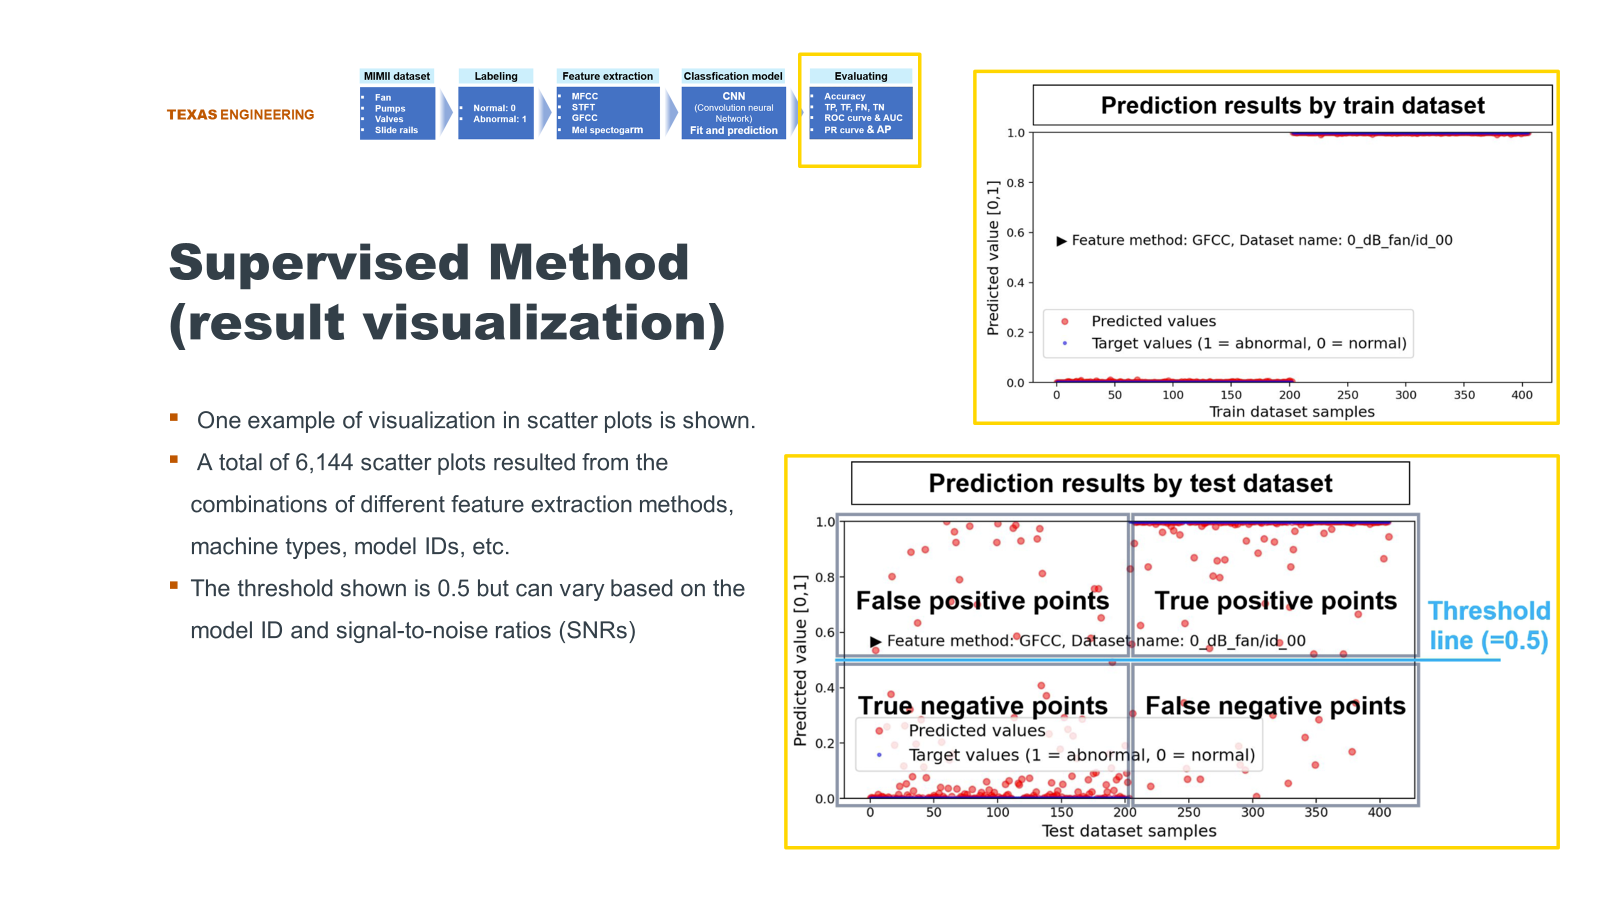 TEXAS ENGINEERING
MIMII dataset
▪ Fan
▪ Pumps
▪ Valves
▪ Slide rails
Labeling
▪ Normal: 0
▪ Abnormal: 1
Feature extraction
▪ MFCC
▪ STFT
▪ GFCC
▪ Mel spectogarm
Classfication model
CNN
(Convolution neural
Network)
Fit and prediction
Evaluating
▪ Accuracy
▪ TP, TF, FN, TN
▪ ROC curve & AUC
▪ PR curve & AP
Supervised Method
(result visualization)
▪ One example of visualization in scatter plots is shown.
▪ A total of 6,144 scatter plots resulted from the
combinations of different feature extraction methods,
machine types, model IDs, etc.
▪ The threshold shown is 0.5 but can vary based on the
model ID and signal-to-noise ratios (SNRs)
Prediction results by train dataset
Predicted value [0,1]
1.0
0.8
0.6
0.4
0.2
0.0
▶ Feature method: GFCC, Dataset name: 0_dB_fan/id_00
Predicted values
Target values (1 = abnormal, 0 = normal)
0 50 100 150 200 250 300 350 400
Train dataset samples
Prediction results by test dataset
Predicted value [0,1]
1.0
0.8
0.6
0.4
0.2
0.0
False positive points
True positive points
▶ Feature method: GFCC, Dataset name: 0_dB_fan/id_00
Threshold
line (=0.5)
True negative points
False negative points
Predicted values
Target values (1 = abnormal, 0 = normal)
0 50 100 150 200 250 300 350 400
Test dataset samples